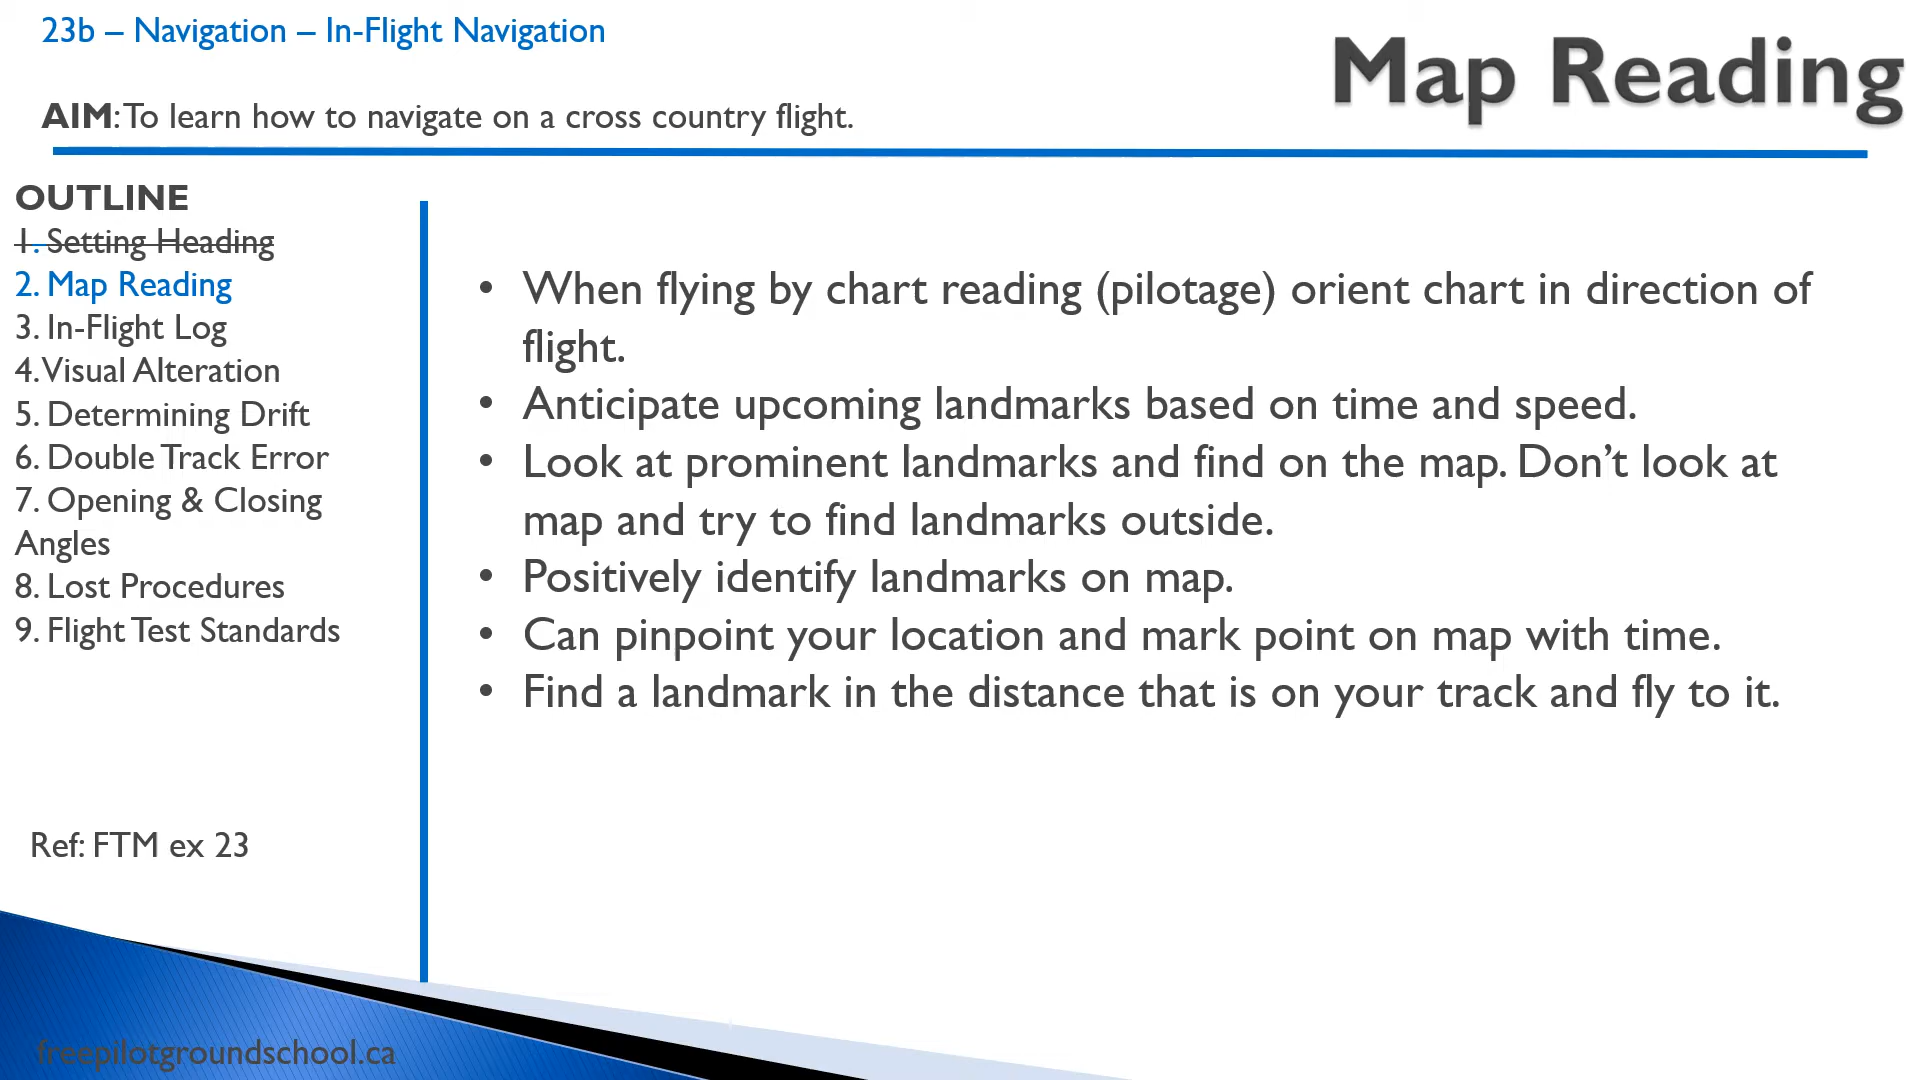 23b – Navigation – In-Flight Navigation
Map Reading
AIM: To learn how to navigate on a cross country flight.
OUTLINE
1. Setting Heading
2. Map Reading
3. In-Flight Log
4. Visual Alteration
5. Determining Drift
6. Double Track Error
7. Opening & Closing
Angles
8. Lost Procedures
9. Flight Test Standards
Ref: FTM ex 23
• When flying by chart reading (pilotage) orient chart in direction of
flight.
• Anticipate upcoming landmarks based on time and speed.
• Look at prominent landmarks and find on the map. Don’t look at
map and try to find landmarks outside.
• Positively identify landmarks on map.
• Can pinpoint your location and mark point on map with time.
• Find a landmark in the distance that is on your track and fly to it.
freepilotgroundschool.ca